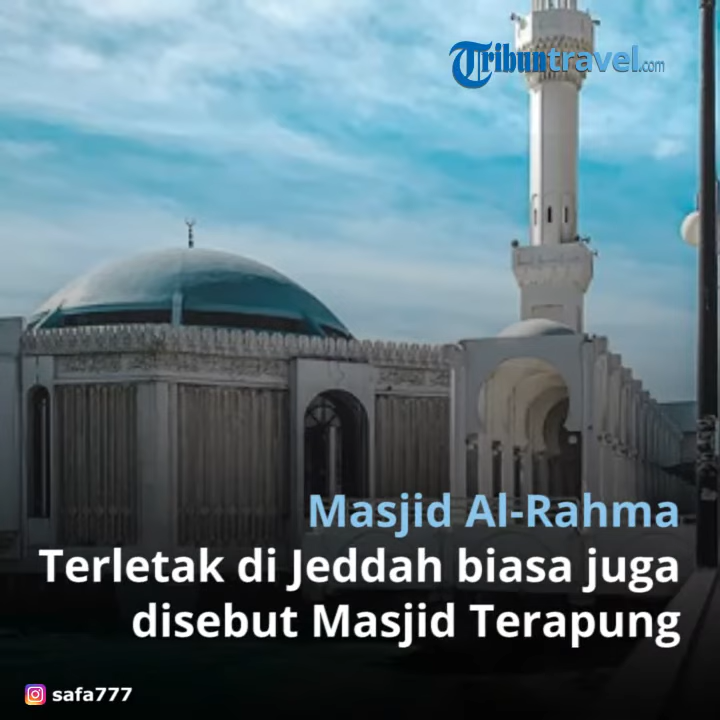 Tribuntravel.com
Masjid Al-Rahma
Terletak di Jeddah biasa juga
disebut Masjid Terapung
safa777